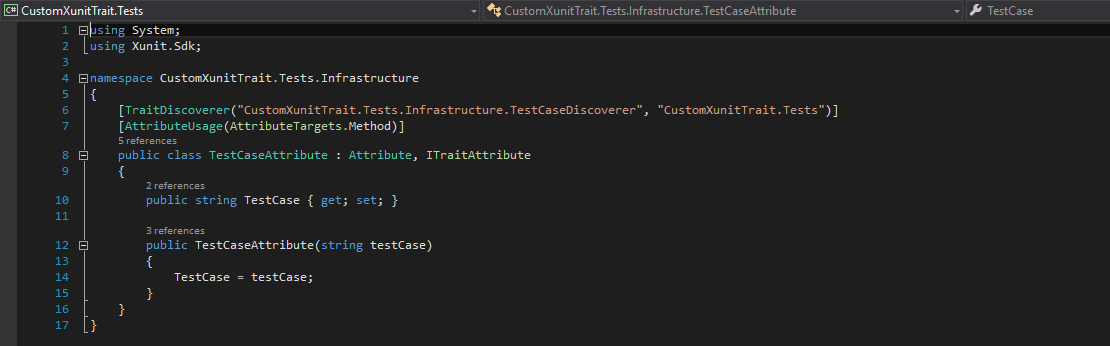 C# CustomXunitTrait.Tests CustomXunitTrait.Tests.Infrastructure.TestCaseAttribute TestCase
1 using System;
2 using Xunit.Sdk;
3
4 namespace CustomXunitTrait.Tests.Infrastructure
5 {
6 [TraitDiscoverer("CustomXunitTrait.Tests.Infrastructure.TestCaseDiscoverer", "CustomXunitTrait.Tests")]
7 [AttributeUsage(AttributeTargets.Method)]
5 references
8 public class TestCaseAttribute : Attribute, ITraitAttribute
9 {
2 references
10 public string TestCase { get; set; }
11
3 references
12 public TestCaseAttribute(string testCase)
13 {
14 TestCase = testCase;
15 }
16 }
17 }